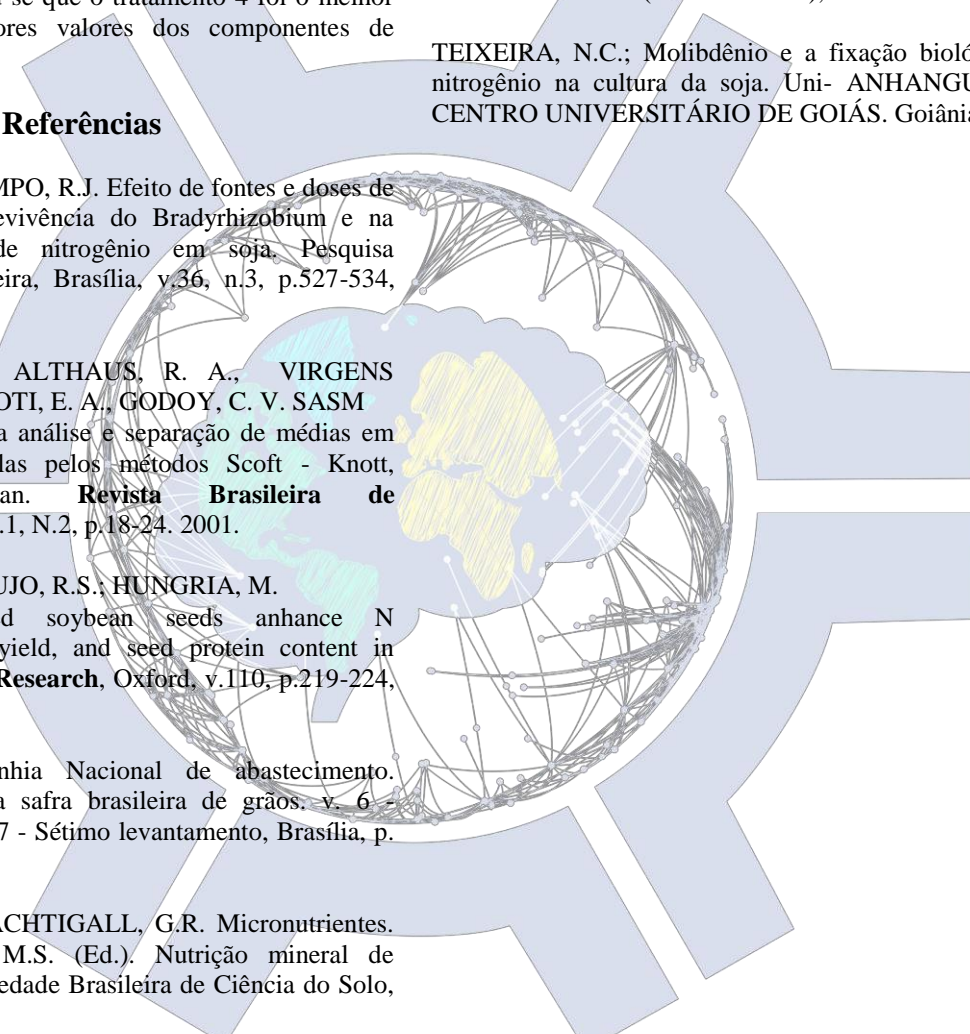 se que o tratamento 4 foi o melhor
ores valores dos componentes de
Referências
MPO, R.J. Efeito de fontes e doses de
evivência do Bradyrhizobium e na
de nitrogênio em soja. Pesquisa
eira, Brasília, v.36, n.3, p.527-534,
ALTHAUS, R. A., VIRGENS
OTI, E. A., GODOY, C. V. SASM
a análise e separação de médias em
las pelos métodos Scoft - Knott,
an. Revista Brasileira de
.1, N.2, p.18-24. 2001.
UJO, R.S.; HUNGRIA, M.
ed soybean seeds anhance N
yield, and seed protein content in
Research, Oxford, v.110, p.219-224,
nhia Nacional de abastecimento.
a safra brasileira de grãos. v. 6 -
7 - Sétimo levantamento, Brasília, p.
ACHTIGALL, G.R. Micronutrientes.
M.S. (Ed.). Nutrição mineral de
iedade Brasileira de Ciência do Solo,
TEIXEIRA, N.C.; Molibdênio e a fixação bioló
nitrogênio na cultura da soja. Uni- ANHANGU
CENTRO UNIVERSITÁRIO DE GOIÁS. Goiânia